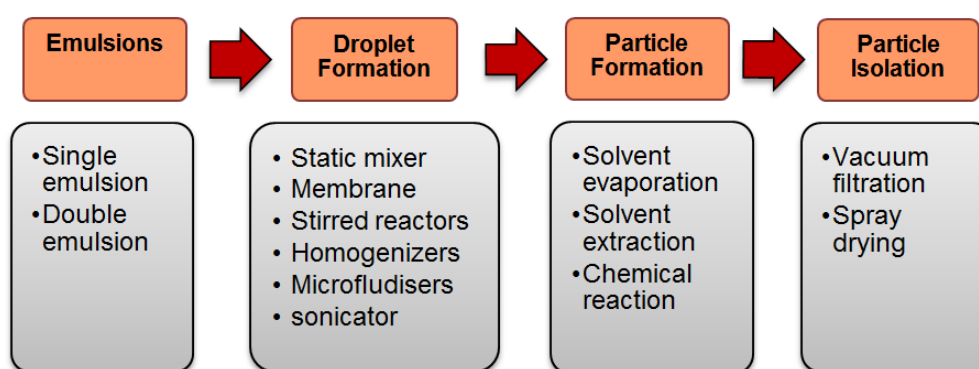 Emulsions
Droplet
Formation
Particle
Formation
Particle
Isolation
•Single
emulsion
•Double
emulsion
• Static mixer
• Membrane
• Stirred reactors
• Homogenizers
• Microfludisers
• sonicator
•Solvent
evaporation
•Solvent
extraction
•Chemical
reaction
•Vacuum
filtration
•Spray
drying